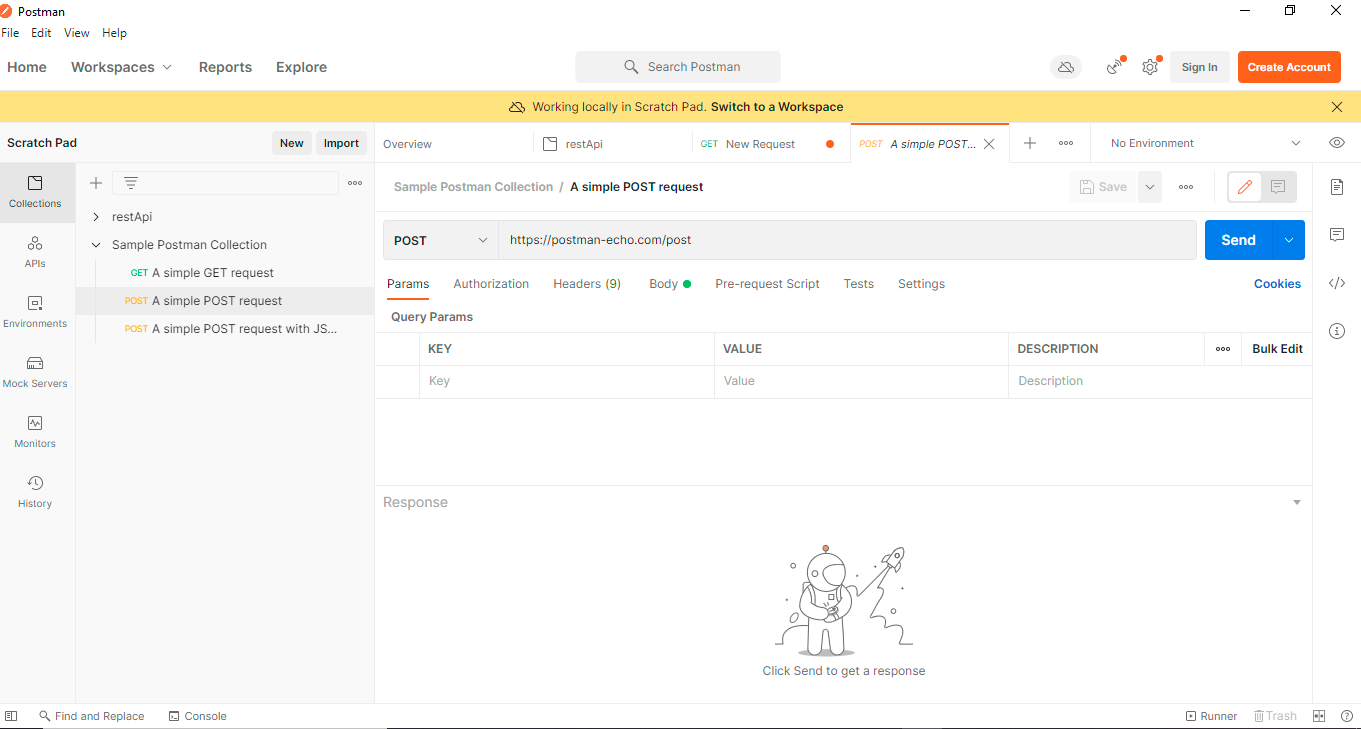 Postman
File Edit View Help
Home Workspaces Reports Explore Search Postman Sign In Create Account
Working locally in Scratch Pad. Switch to a Workspace
Scratch Pad New Import
Overview restApi GET New Request POST A simple POST... No Environment
Collections
APIs
Environments
Mock Servers
Monitors
History
restApi
Sample Postman Collection
GET A simple GET request
POST A simple POST request
POST A simple POST request with JS...
Sample Postman Collection / A simple POST request Save
POST https://postman-echo.com/post Send
Params Authorization Headers (9) Body Pre-request Script Tests Settings Cookies
Query Params
KEY VALUE DESCRIPTION Bulk Edit
Key Value Description
Response
Click Send to get a response
Find and Replace Console Runner Trash